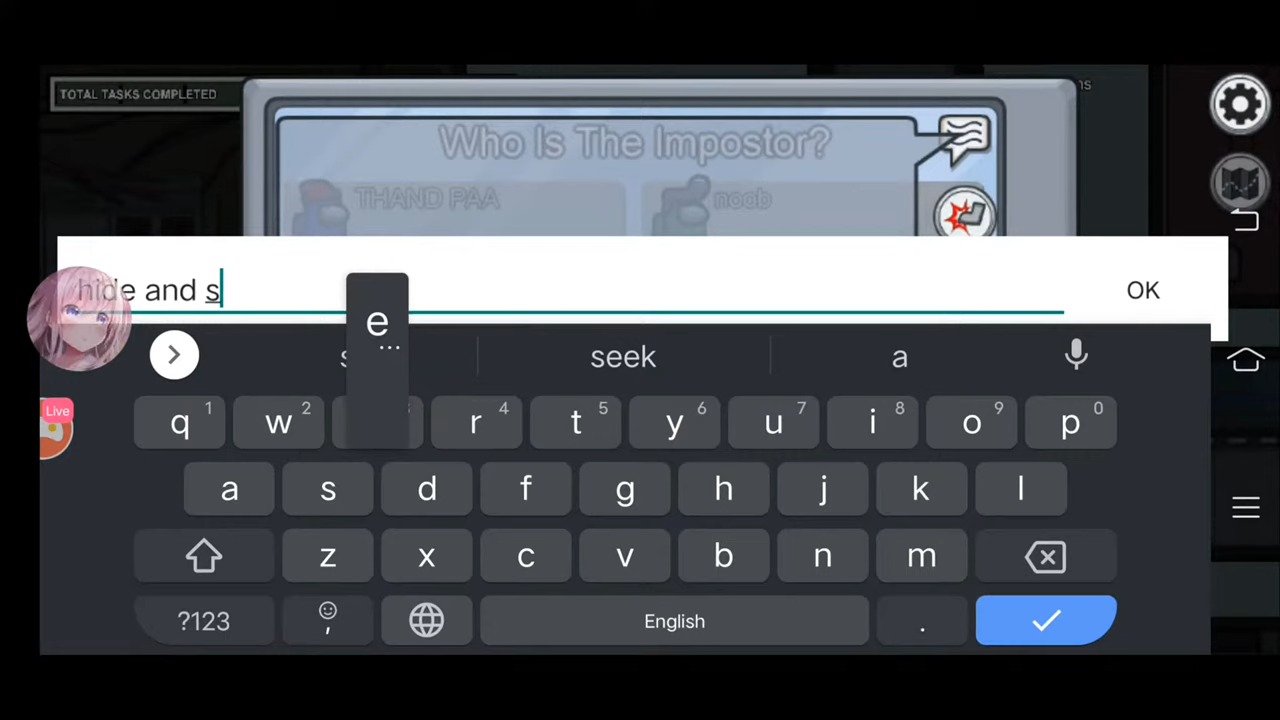 TOTAL TASKS COMPLETED
ns
Who Is The Impostor?
THAND PAA
noob
hide and s
OK
e
...
s
seek
a
Live
q 1 w 2 r 4 t 5 y 6 u 7 i 8 o 9 p 0
a s d f g h j k l
z x c v b n m
?123 , English .